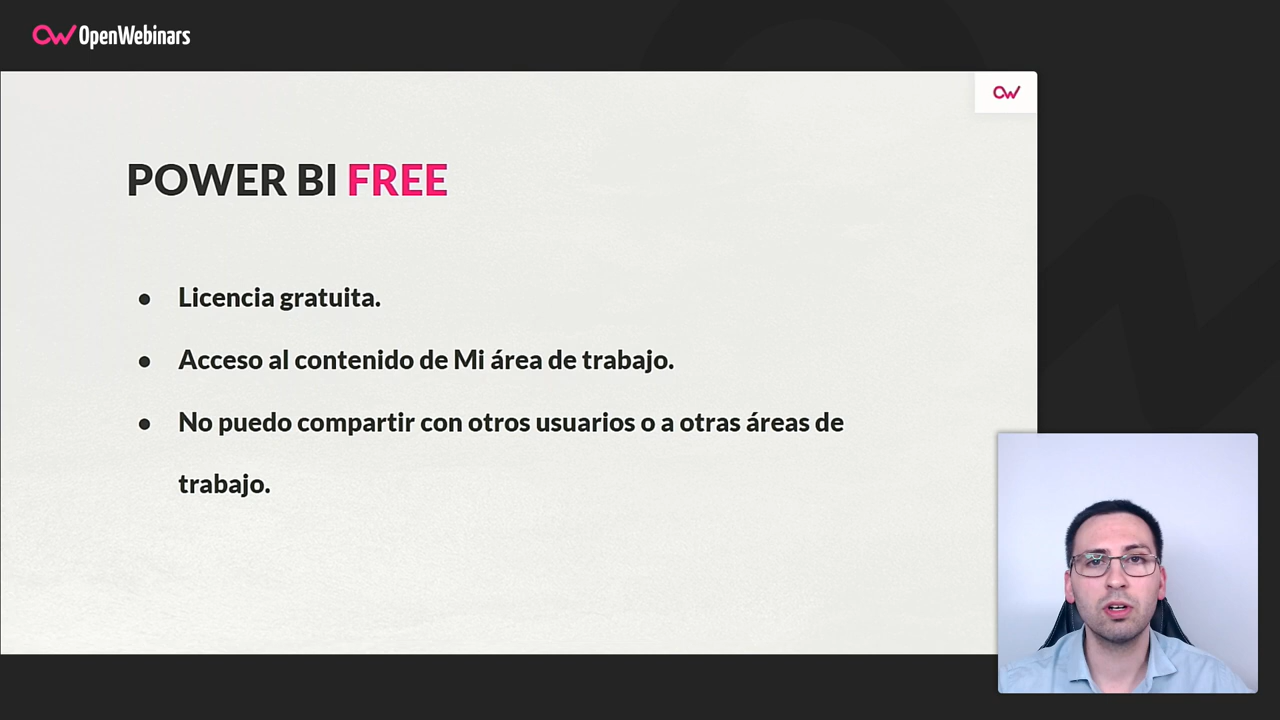 OpenWebinars
POWER BI FREE
● Licencia gratuita.
● Acceso al contenido de Mi área de trabajo.
● No puedo compartir con otros usuarios o a otras áreas de
trabajo.